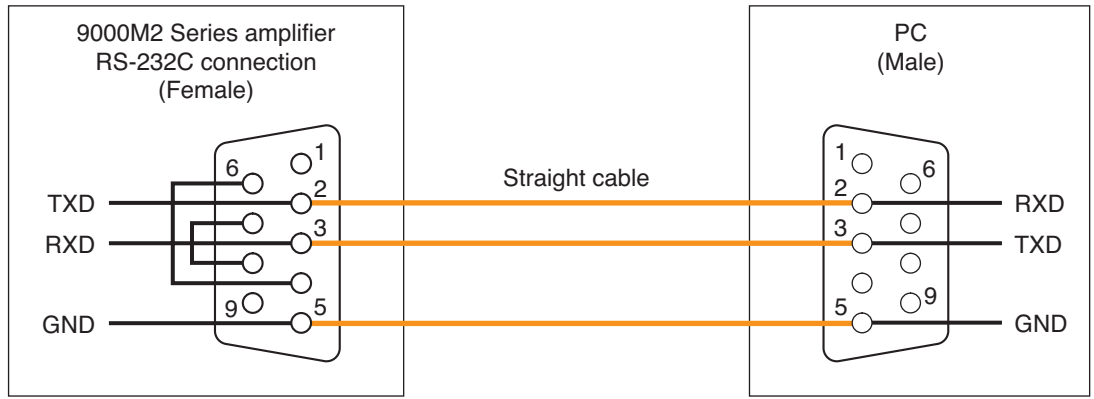 9000M2 Series amplifier
RS-232C connection
(Female)
PC
(Male)
Straight cable
6 1
2
3
9 5
TXD
RXD
GND
1 6
2
3
5 9
RXD
TXD
GND